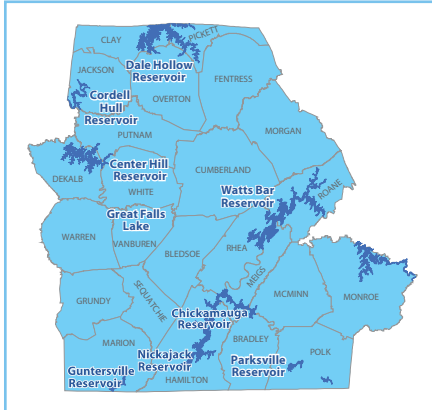 CLAY
PICKETT
Dale Hollow
Reservoir
JACKSON
FENTRESS
OVERTON
Cordell
Hull
Reservoir
PUTNAM
MORGAN
Center Hill
Reservoir
CUMBERLAND
DEKALB
WHITE
Watts Bar
Reservoir
ROANE
Great Falls
Lake
WARREN
VANBUREN
BLEDSOE
RHEA
MEIGS
MCMINN
MONROE
GRUNDY
SEQUATCHIE
Chickamauga
Reservoir
MARION
BRADLEY
POLK
Nickajack
Reservoir
Parksville
Reservoir
Guntersville
Reservoir
HAMILTON